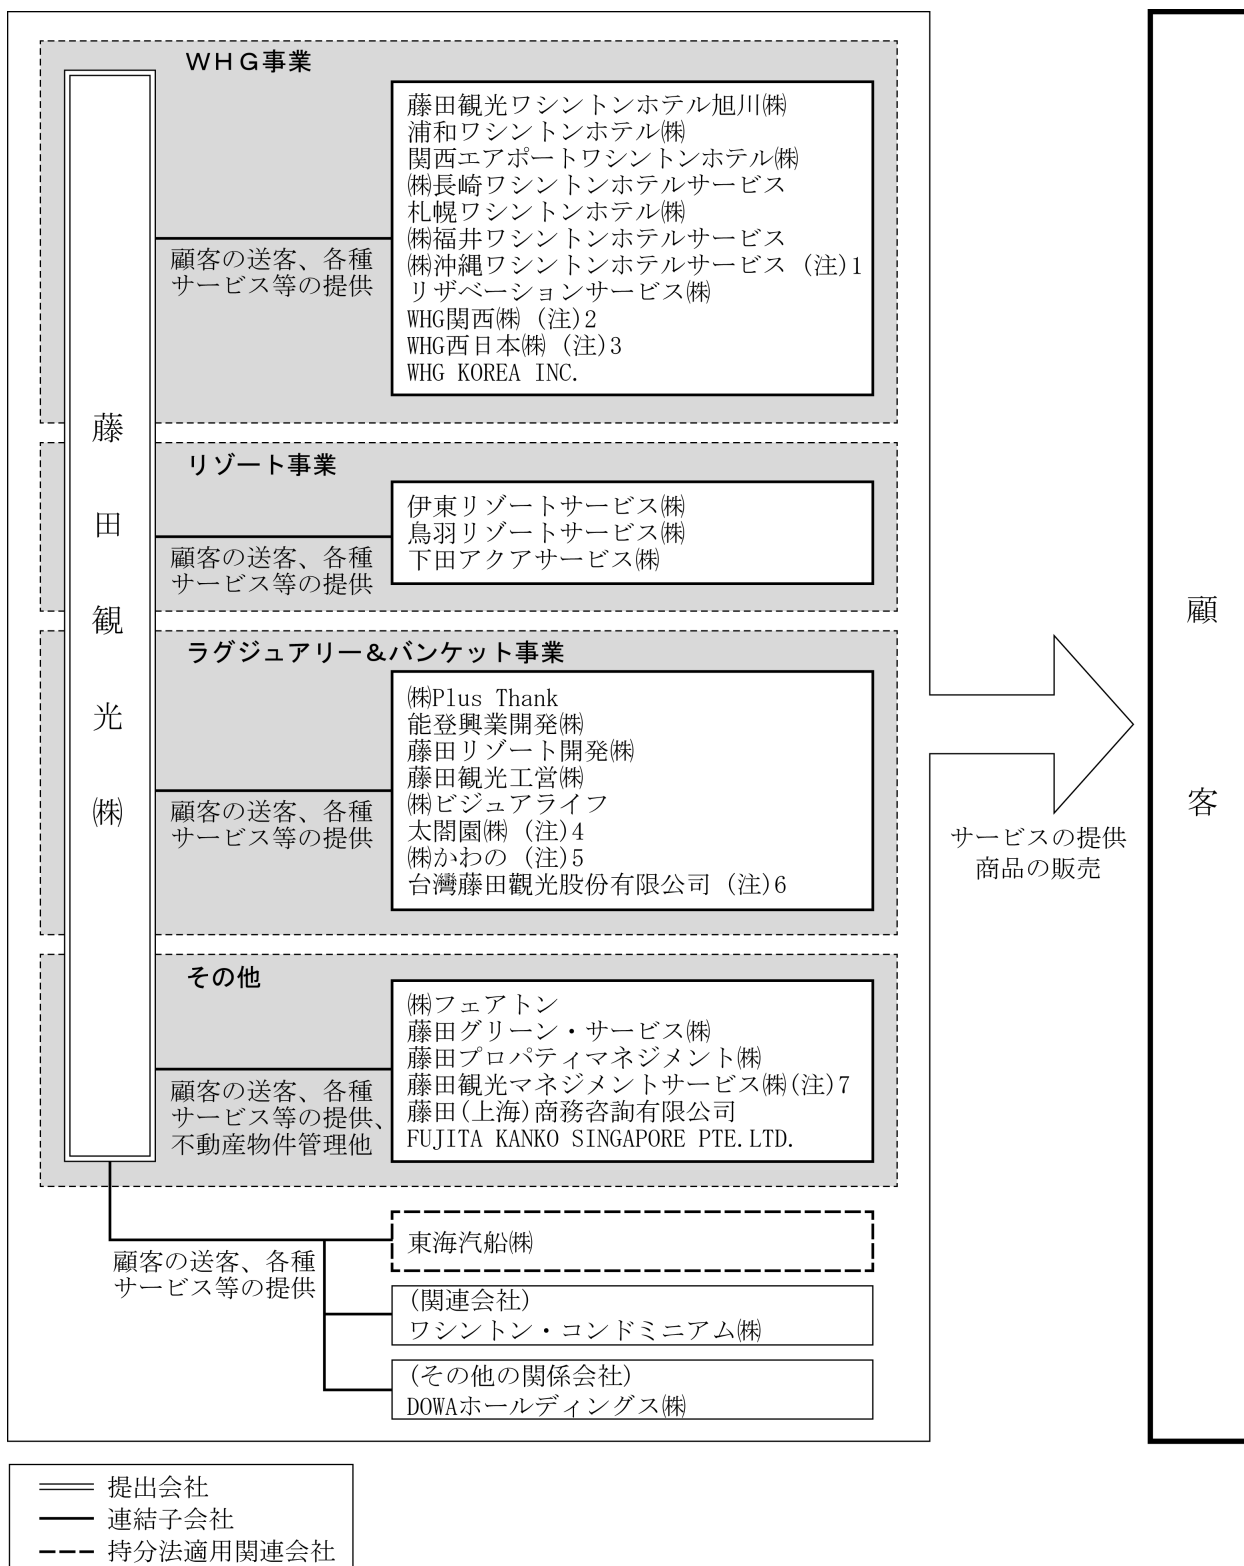 WHG事業
藤田観光㈱
藤田観光ワシントンホテル旭川㈱
浦和ワシントンホテル㈱
関西エアポートワシントンホテル㈱
㈱長崎ワシントンホテルサービス
札幌ワシントンホテル㈱
㈱福井ワシントンホテルサービス
㈱沖縄ワシントンホテルサービス (注)1
リザベーションサービス㈱
WHG関西㈱ (注)2
WHG西日本㈱ (注)3
WHG KOREA INC.
顧客の送客、各種
サービス等の提供
リゾート事業
伊東リゾートサービス㈱
鳥羽リゾートサービス㈱
下田アクアサービス㈱
顧客の送客、各種
サービス等の提供
ラグジュアリー&バンケット事業
㈱Plus Thank
能登興業開発㈱
藤田リゾート開発㈱
藤田観光工営㈱
㈱ビジュアライフ
太閤園㈱ (注)4
㈱かわの (注)5
台灣藤田觀光股份有限公司 (注)6
顧客の送客、各種
サービス等の提供
その他
㈱フェアトン
藤田グリーン・サービス㈱
藤田プロパティマネジメント㈱
藤田観光マネジメントサービス㈱(注)7
藤田(上海)商務咨詢有限公司
FUJITA KANKO SINGAPORE PTE.LTD.
顧客の送客、各種
サービス等の提供、
不動産物件管理他
東海汽船㈱
顧客の送客、各種
サービス等の提供
(関連会社)
ワシントン・コンドミニアム㈱
(その他の関係会社)
DOWAホールディングス㈱
サービスの提供
商品の販売
顧客
提出会社
連結子会社
持分法適用関連会社